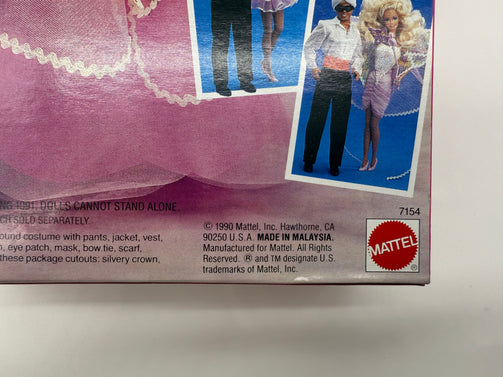 NG 1991. DOLLS CANNOT STAND ALONE.
CH SOLD SEPARATELY.
ound costume with pants, jacket, vest,
n, eye patch, mask, bow tie, scarf,
these package cutouts: silvery crown,
© 1990 Mattel, Inc. Hawthorne, CA
90250 U.S.A. MADE IN MALAYSIA.
Manufactured for Mattel. All Rights
Reserved. ® and TM designate U.S.
trademarks of Mattel, Inc.
7154
MATTEL
®